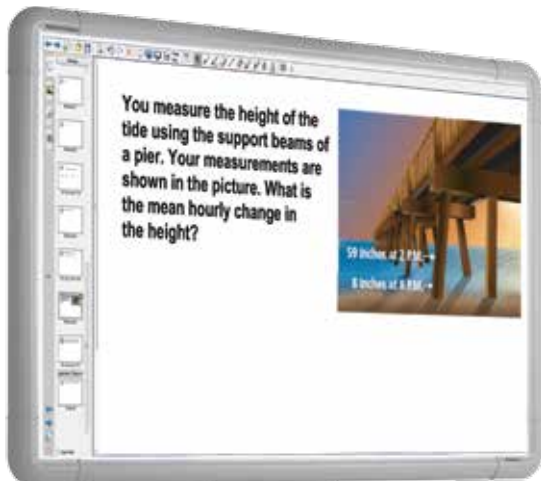 You measure the height of the
tide using the support beams of
a pier. Your measurements are
shown in the picture. What is
the mean hourly change in
the height?
59 inches at 2 P.M.
8 inches at 8 P.M.